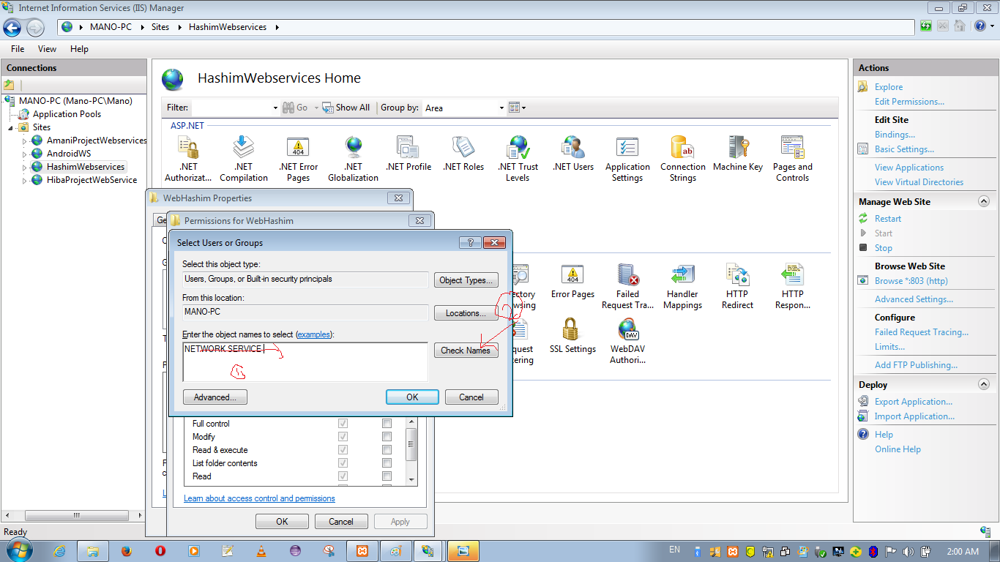 Internet Information Services (IIS) Manager
MANO-PC Sites HashimWebservices
File View Help
Connections
MANO-PC (Mano-PC\Mano)
Application Pools
Sites
AmaniProjectWebservices
AndroidWS
HashimWebservices
HibaProjectWebService
HashimWebservices Home
Filter: Go Show All Group by: Area
ASP.NET
.NET Authorizat...
.NET Compilation
.NET Error Pages
.NET Globalization
.NET Profile
.NET Roles
.NET Trust Levels
.NET Users
Application Settings
Connection Strings
Machine Key
Pages and Controls
WebHashim Properties
Ge
Permissions for WebHashim
Select Users or Groups
Select this object type:
Users, Groups, or Built-in security principals
Object Types...
From this location:
MANO-PC
Locations...
Enter the object names to select (examples):
NETWORK SERVICE
Check Names
Advanced...
OK
Cancel
Error Pages
Failed Request Tra...
Handler Mappings
HTTP Redirect
HTTP Respon...
SSL Settings
WebDAV Authori...
Full control
Modify
Read & execute
List folder contents
Read
Learn about access control and permissions
OK
Cancel
Apply
Actions
Explore
Edit Permissions...
Edit Site
Bindings...
Basic Settings...
View Applications
View Virtual Directories
Manage Web Site
Restart
Start
Stop
Browse Web Site
Browse *:803 (http)
Advanced Settings...
Configure
Failed Request Tracing...
Limits...
Add FTP Publishing...
Deploy
Export Application...
Import Application...
Help
Online Help
Ready
EN
2:00 AM